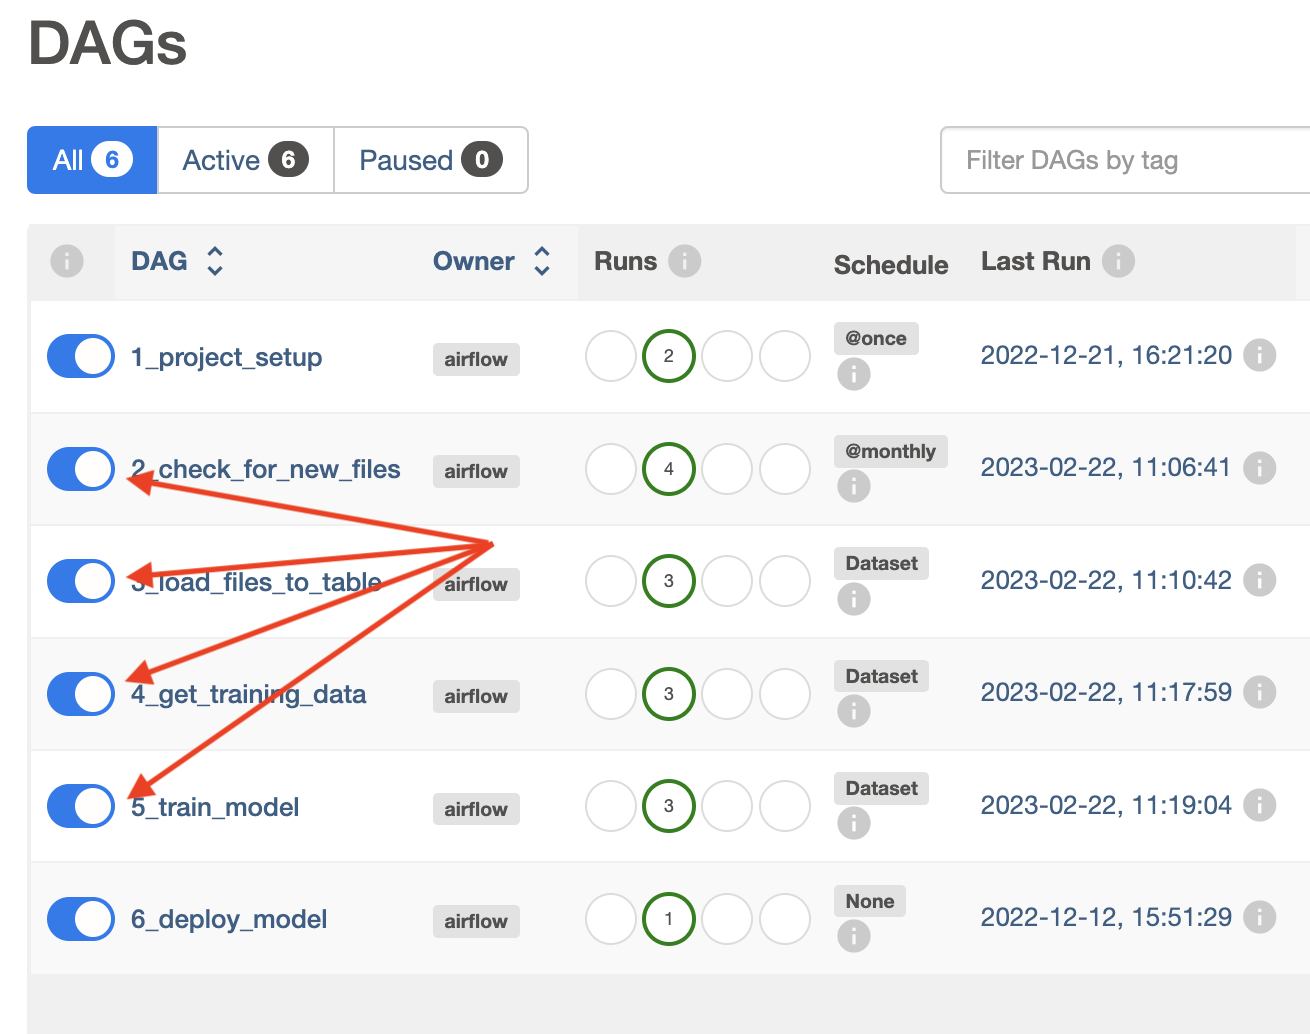 DAGs
All 6 Active 6 Paused 0 Filter DAGs by tag
i DAG Owner Runs i Schedule Last Run i
1_project_setup airflow 2 @once i 2022-12-21, 16:21:20 i
2_check_for_new_files airflow 4 @monthly i 2023-02-22, 11:06:41 i
3_load_files_to_table airflow 3 Dataset i 2023-02-22, 11:10:42 i
4_get_training_data airflow 3 Dataset i 2023-02-22, 11:17:59 i
5_train_model airflow 3 Dataset i 2023-02-22, 11:19:04 i
6_deploy_model airflow 1 None i 2022-12-12, 15:51:29 i